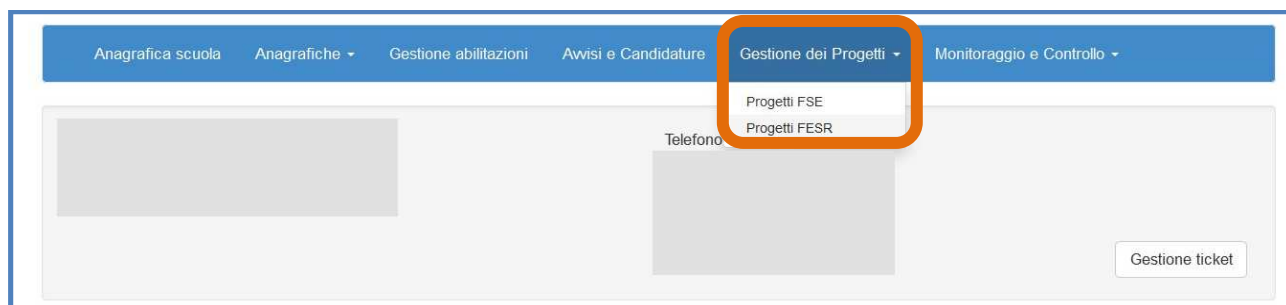 Anagrafica scuola Anagrafiche Gestione abilitazioni Avvisi e Candidature Gestione dei Progetti Monitoraggio e Controllo
Progetti FSE
Progetti FESR
Telefono
Gestione ticket